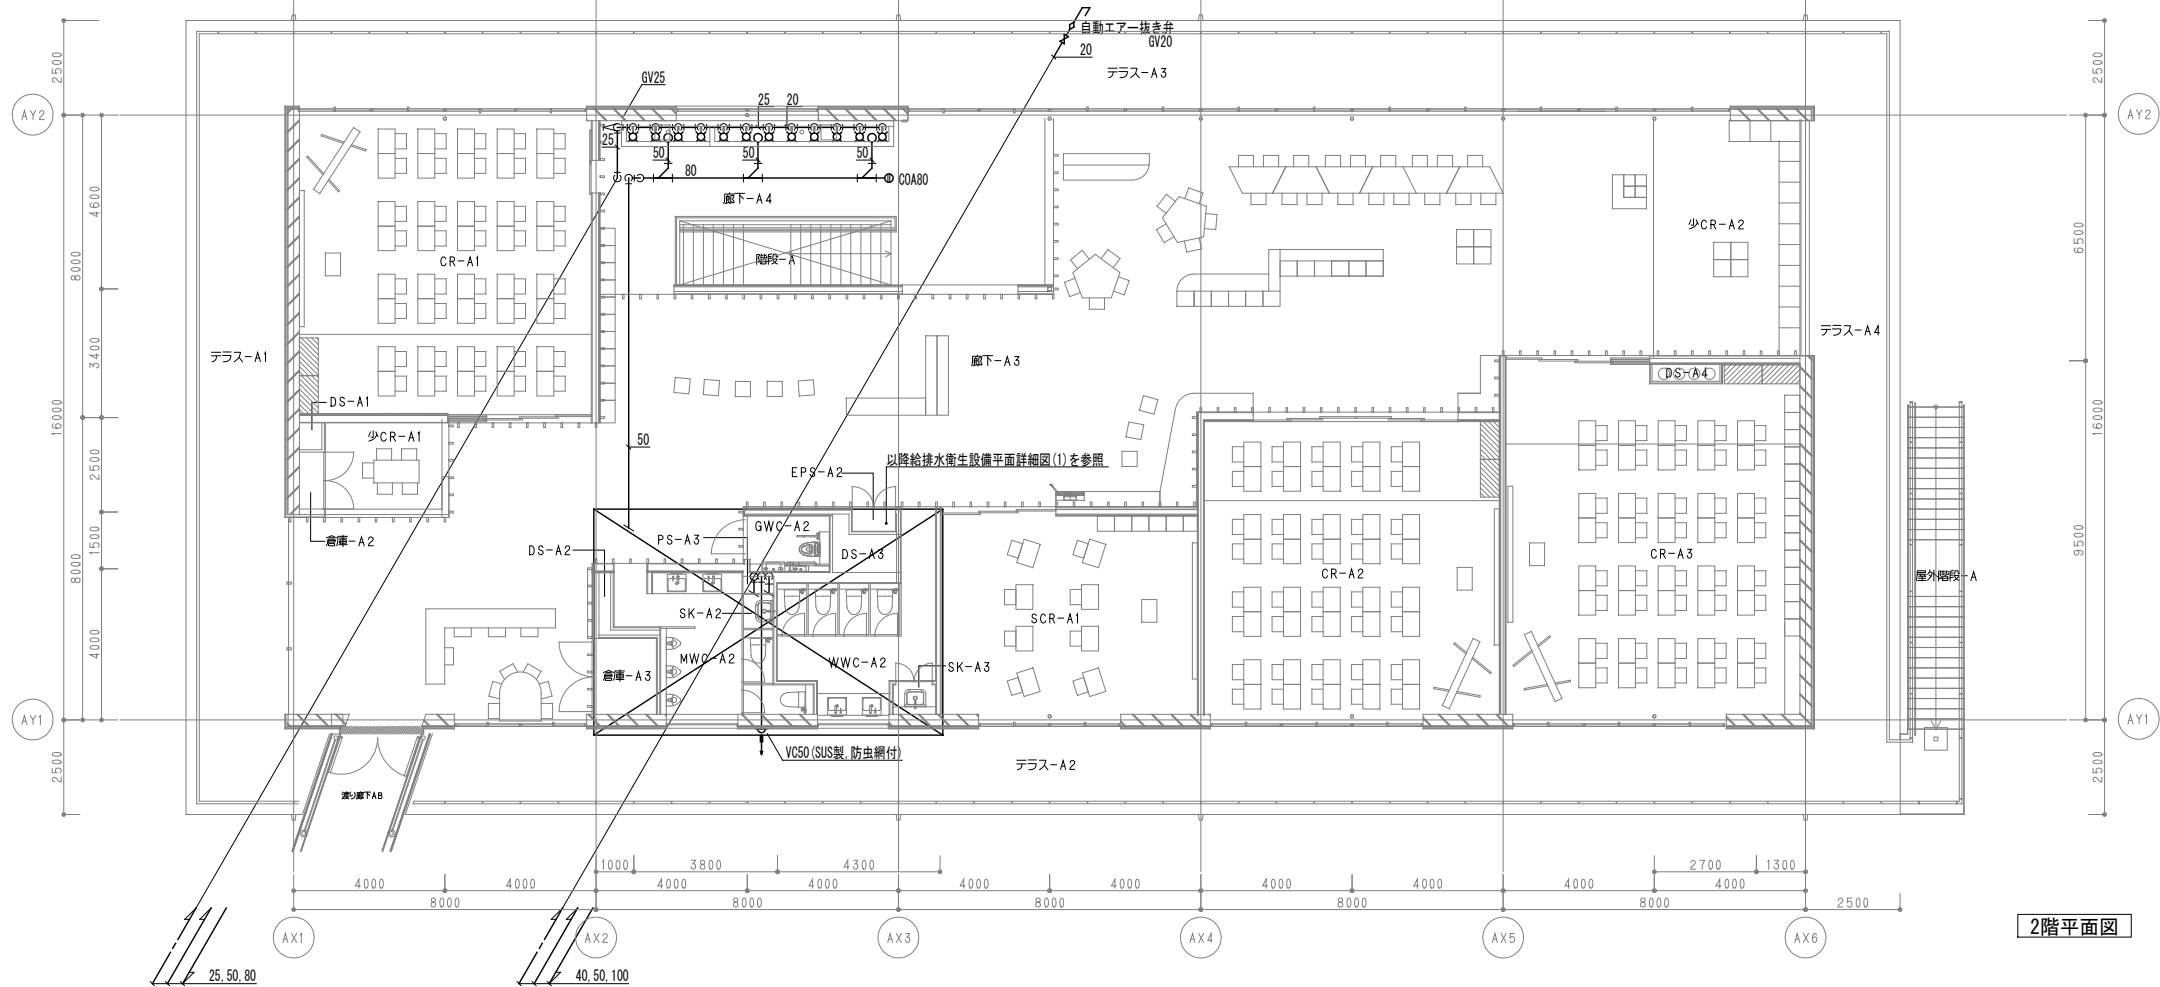 自動エアー抜き弁
GV20
20
テラス-A3
2500
2500
GV25
25
20
AY2
AY2
25
50
50
50
80
COA80
廊下-A4
4600
8000
6500
少CR-A2
階段-A
CR-A1
テラス-A1
3400
廊下-A3
テラス-A4
DS-A4
DS-A1
16000
16000
少CR-A1
50
2500
以降給排水衛生設備平面詳細図(1)を参照
EPS-A2
GWC-A2
倉庫-A2
1500
PS-A3
DS-A2
DS-A3
9500
CR-A3
8000
CR-A2
屋外階段-A
SK-A2
SCR-A1
4000
MWC-A2
WWC-A2
SK-A3
倉庫-A3
AY1
AY1
VC50(SUS製,防虫網付)
2500
2500
テラス-A2
渡り廊下AB
1000
3800
4300
2700
1300
4000
4000
4000
4000
4000
4000
4000
4000
4000
4000
8000
8000
8000
8000
8000
2500
AX1
AX2
AX3
AX4
AX5
AX6
2階平面図
25,50,80
40,50,100